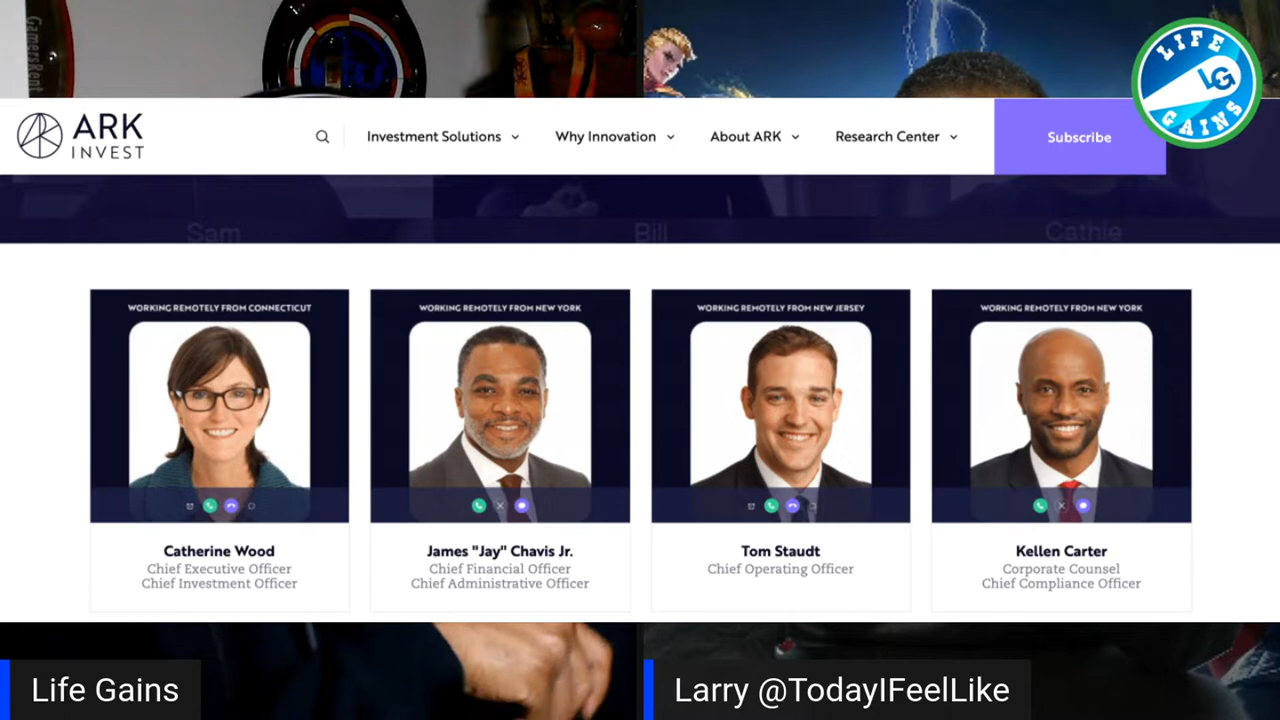 GamersRent
LIFE
LG
GAINS
ARK
INVEST
Investment Solutions
Why Innovation
About ARK
Research Center
Subscribe
Sam
Bill
Cathie
WORKING REMOTELY FROM CONNECTICUT
WORKING REMOTELY FROM NEW YORK
WORKING REMOTELY FROM NEW JERSEY
WORKING REMOTELY FROM NEW YORK
Catherine Wood
Chief Executive Officer
Chief Investment Officer
James "Jay" Chavis Jr.
Chief Financial Officer
Chief Administrative Officer
Tom Staudt
Chief Operating Officer
Kellen Carter
Corporate Counsel
Chief Compliance Officer
Life Gains
Larry @TodayIFeelLike